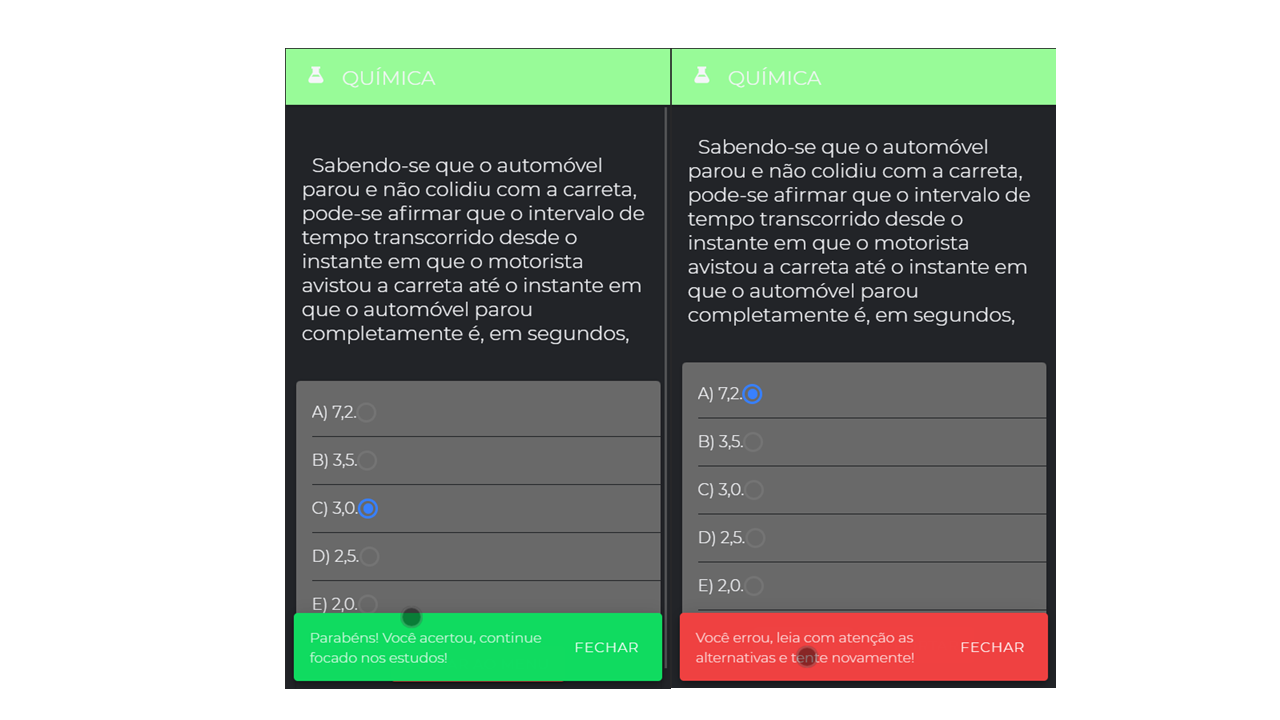 QUÍMICA
Sabendo-se que o automóvel
parou e não colidiu com a carreta,
pode-se afirmar que o intervalo de
tempo transcorrido desde o
instante em que o motorista
avistou a carreta até o instante em
que o automóvel parou
completamente é, em segundos,
A) 7,2.
B) 3,5.
C) 3,0.
D) 2,5.
E) 2,0.
Parabéns! Você acertou, continue
focado nos estudos!
FECHAR
QUÍMICA
Sabendo-se que o automóvel
parou e não colidiu com a carreta,
pode-se afirmar que o intervalo de
tempo transcorrido desde o
instante em que o motorista
avistou a carreta até o instante em
que o automóvel parou
completamente é, em segundos,
A) 7,2.
B) 3,5.
C) 3,0.
D) 2,5.
E) 2,0.
Você errou, leia com atenção as
alternativas e tente novamente!
FECHAR